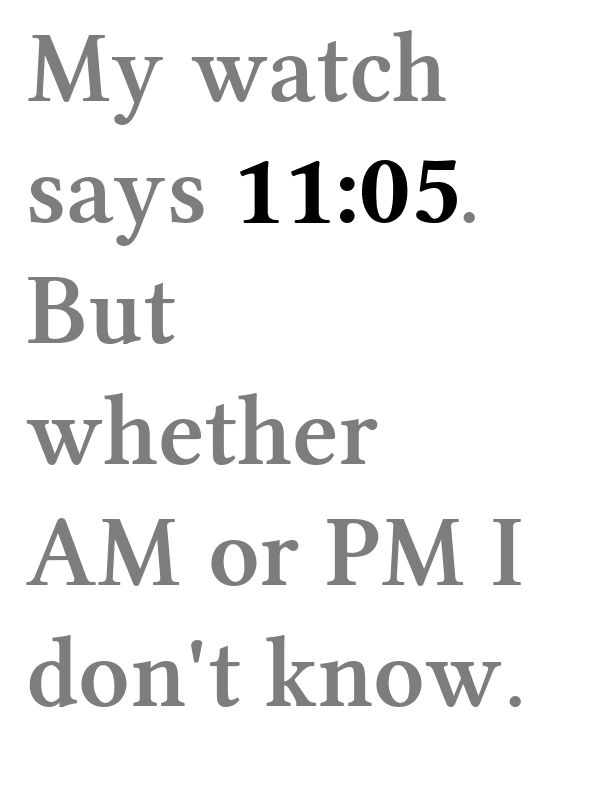 My watch
says 11:05.
But
whether
AM or PM I
don't know.